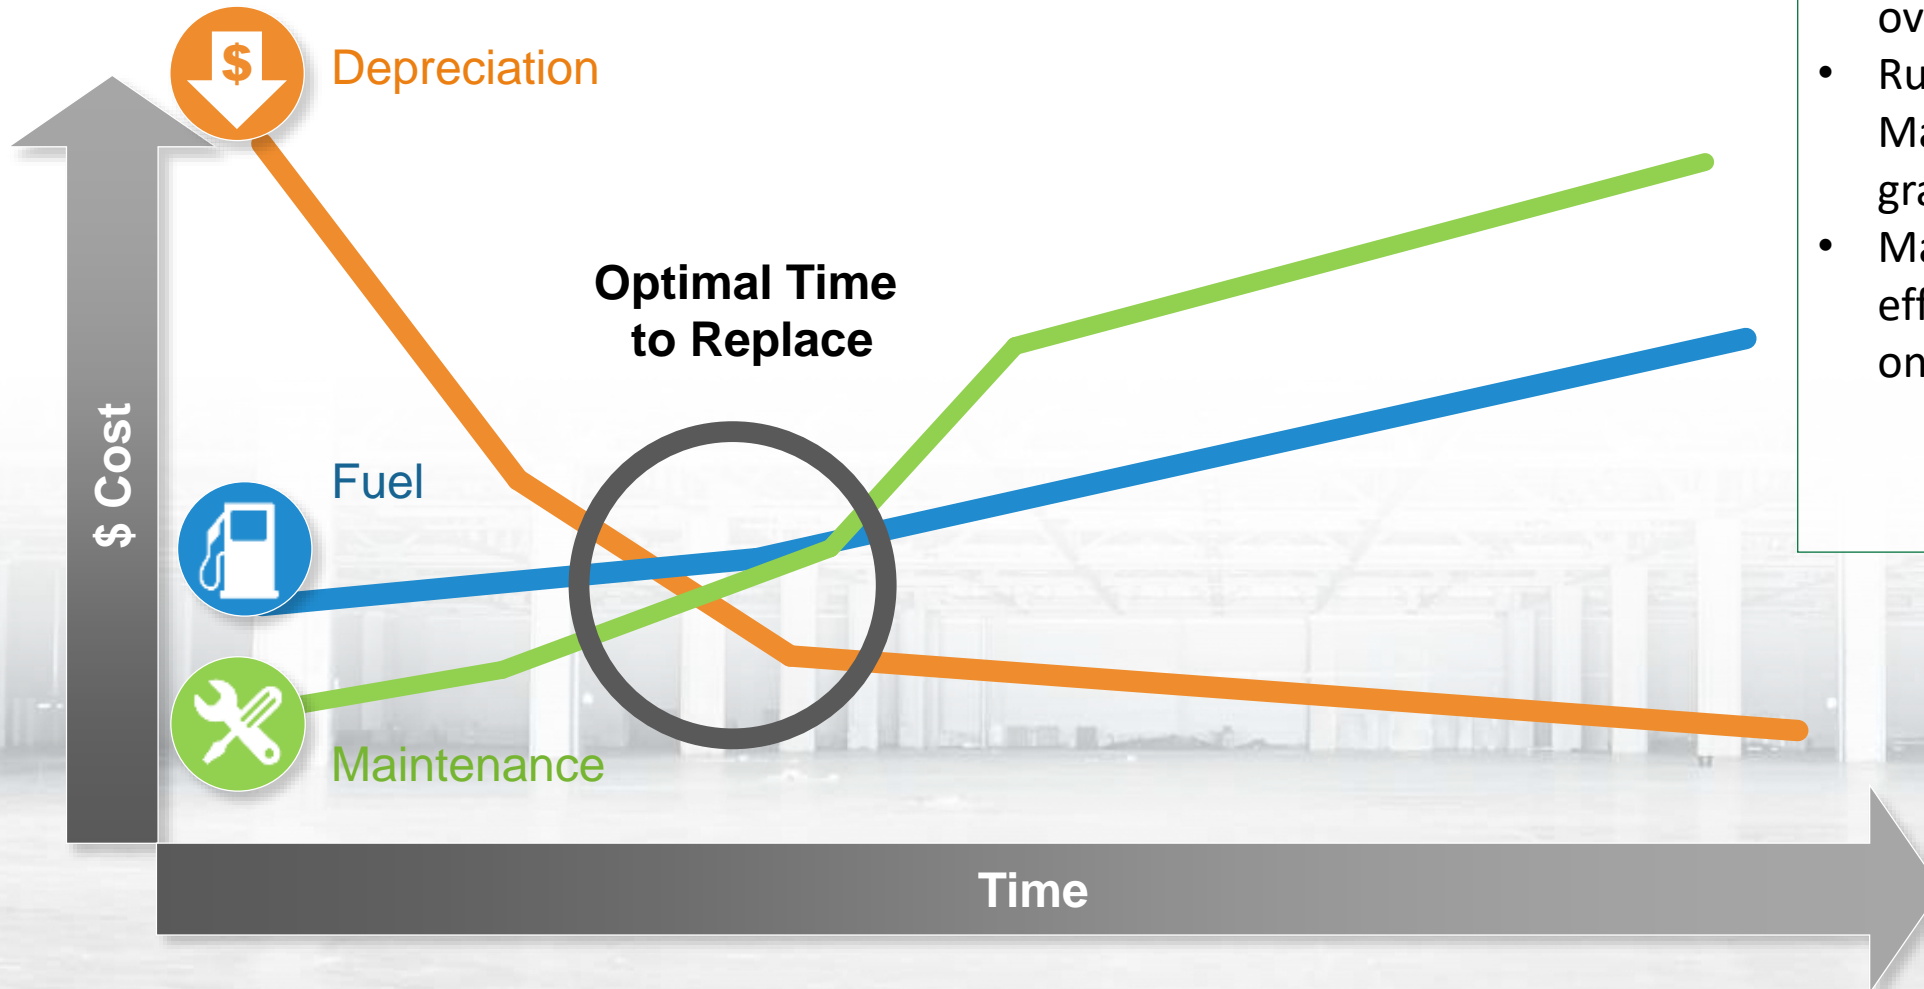 $
Depreciation
Optimal Time
to Replace
Fuel
Maintenance
$ Cost
Time
• 
•